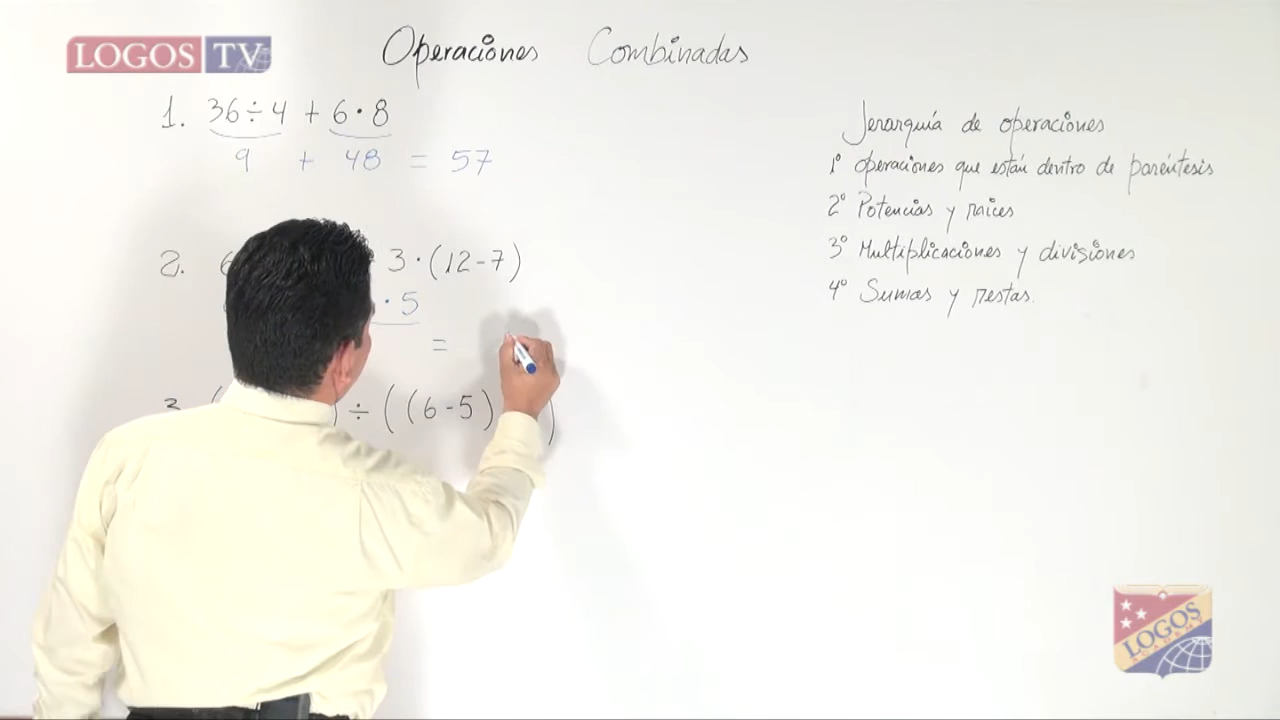 LOGOS TV
Operaciones Combinadas
1. 36÷4 + 6·8
9 + 48 = 57
2. 6 3·(12-7)
·5
=
3. ( ) ÷ ( (6-5) )
Jerarquía de operaciones
1° operaciones que están dentro de paréntesis
2° Potencias y raíces
3° Multiplicaciones y divisiones
4° Sumas y restas.
LOGOS
ACADEMY